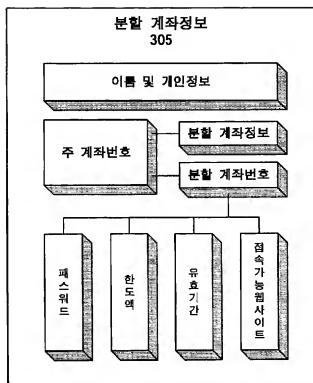 분할 계좌정보
305
이름 및 개인정보
주 계좌번호
분할 계좌정보
분할 계좌번호
패스워드
한도액
유효기간
접속가능웹사이트